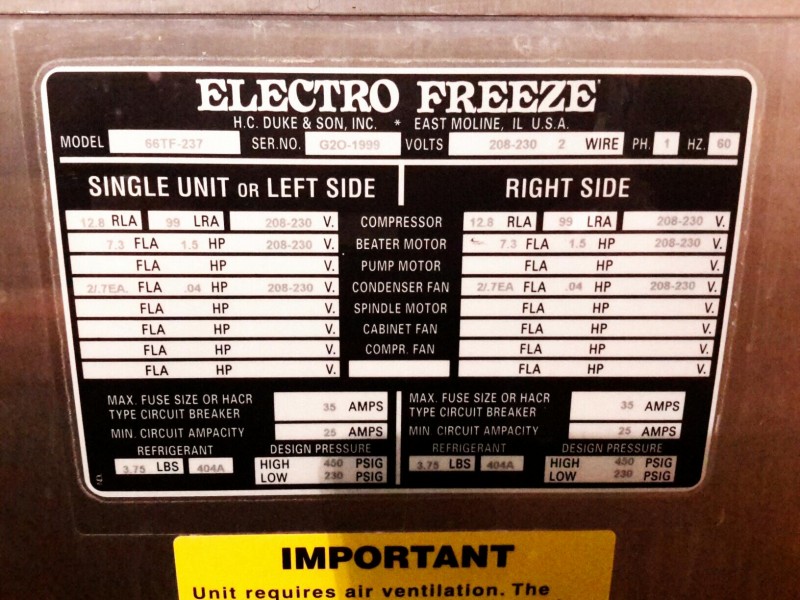 ELECTRO FREEZE
H.C. DUKE & SON, INC. * EAST MOLINE, IL U.S.A.
MODEL 66TF-237 SER.NO. G2O-1999 VOLTS 208-230 2 WIRE PH. 1 HZ. 60
SINGLE UNIT OR LEFT SIDE RIGHT SIDE
12.8 RLA 99 LRA 208-230 V. COMPRESSOR 12.8 RLA 99 LRA 208-230 V.
7.3 FLA 1.5 HP 208-230 V. BEATER MOTOR 7.3 FLA 1.5 HP 208-230 V.
FLA HP V. PUMP MOTOR FLA HP V.
2/.7EA. FLA .04 HP 208-230 V. CONDENSER FAN 2/.7EA FLA .04 HP 208-230 V.
FLA HP V. SPINDLE MOTOR FLA HP V.
FLA HP V. CABINET FAN FLA HP V.
FLA HP V. COMPR. FAN FLA HP V.
FLA HP V. FLA HP V.
MAX. FUSE SIZE OR HACR
TYPE CIRCUIT BREAKER 35 AMPS
MIN. CIRCUIT AMPACITY 25 AMPS
REFRIGERANT DESIGN PRESSURE
3.75 LBS 404A HIGH 450 PSIG
LOW 230 PSIG
MAX. FUSE SIZE OR HACR
TYPE CIRCUIT BREAKER 35 AMPS
MIN. CIRCUIT AMPACITY 25 AMPS
REFRIGERANT DESIGN PRESSURE
3.75 LBS 404A HIGH 450 PSIG
LOW 230 PSIG
IMPORTANT
Unit requires air ventilation. The